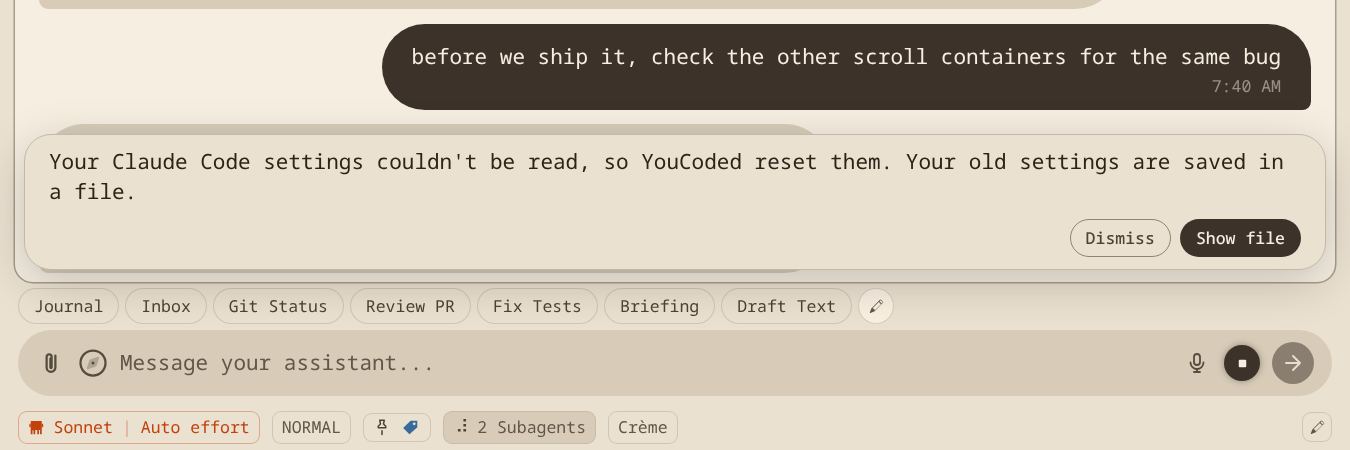 before we ship it, check the other scroll containers for the same bug
7:40 AM
Your Claude Code settings couldn't be read, so YouCoded reset them. Your old settings are saved in
a file.
Dismiss
Show file
Journal
Inbox
Git Status
Review PR
Fix Tests
Briefing
Draft Text
Message your assistant...
Sonnet | Auto effort
NORMAL
2 Subagents
Crème